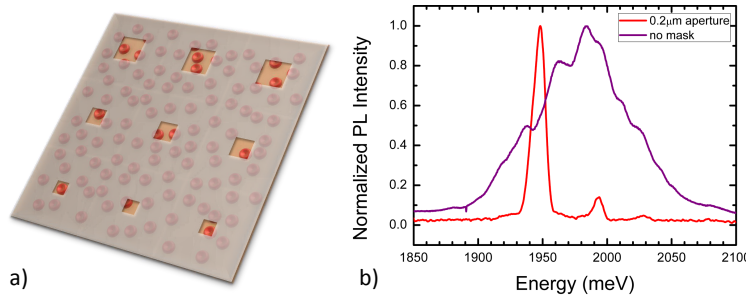 a)
b)
Normalized PL Intensity
1.0
0.8
0.6
0.4
0.2
0.0
0.2µm aperture
no mask
1850
1900
1950
2000
2050
2100
Energy (meV)